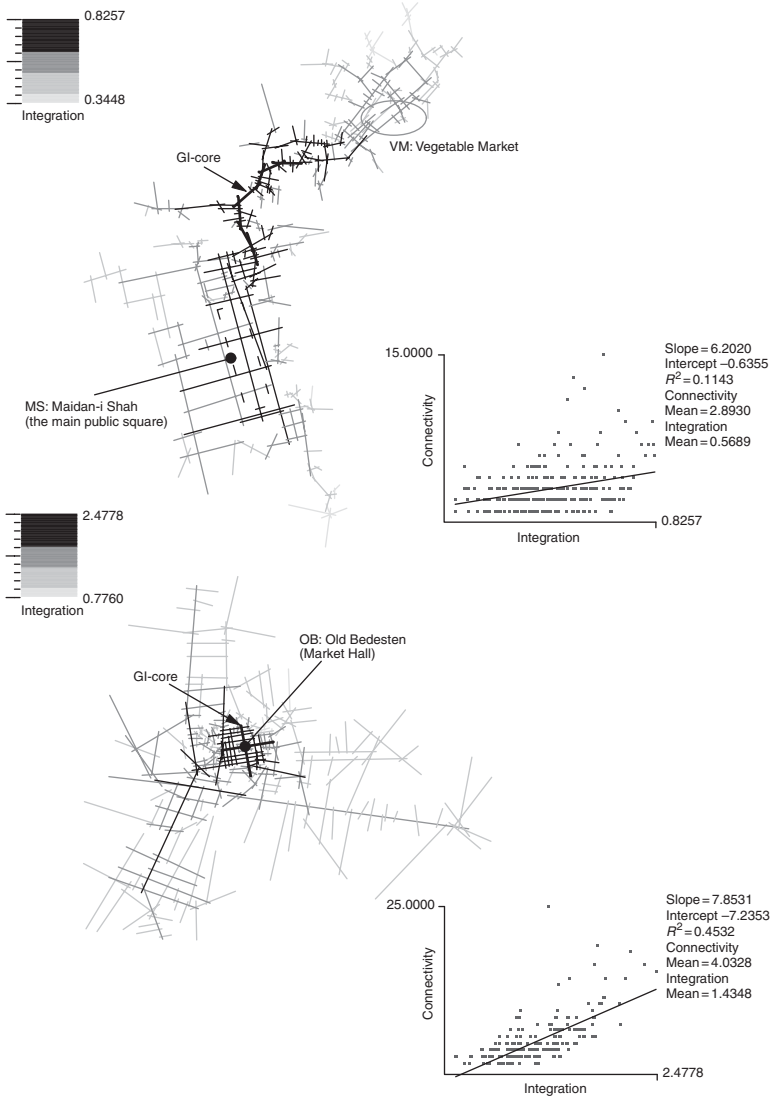 0.8257
0.3448
Integration
GI-core
VM: Vegetable Market
MS: Maidan-i Shah
(the main public square)
15.0000
Connectivity
Integration
0.8257
Slope = 6.2020
Intercept –0.6355
R² = 0.1143
Connectivity
Mean = 2.8930
Integration
Mean = 0.5689
2.4778
0.7760
Integration
OB: Old Bedesten
(Market Hall)
GI-core
25.0000
Connectivity
Integration
2.4778
Slope = 7.8531
Intercept –7.2353
R² = 0.4532
Connectivity
Mean = 4.0328
Integration
Mean = 1.4348